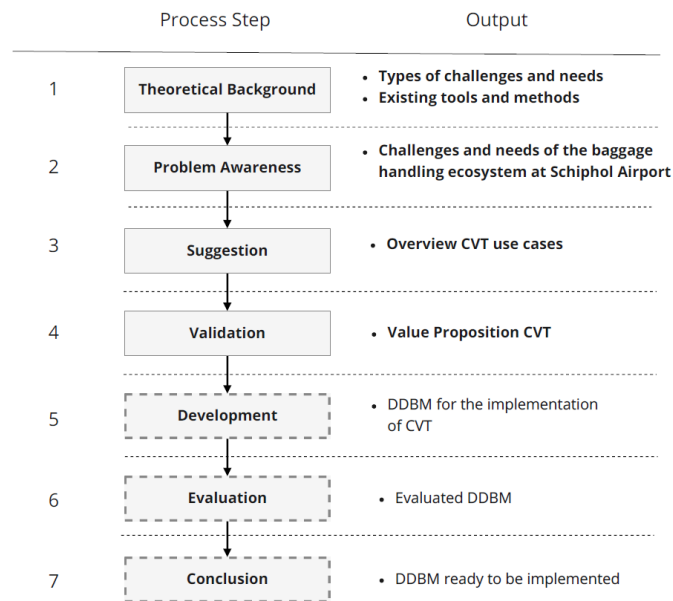 Process Step
Output
1
Theoretical Background
• Types of challenges and needs
• Existing tools and methods
2
Problem Awareness
• Challenges and needs of the baggage
handling ecosystem at Schiphol Airport
3
Suggestion
• Overview CVT use cases
4
Validation
• Value Proposition CVT
5
Development
• DDBM for the implementation
of CVT
6
Evaluation
• Evaluated DDBM
7
Conclusion
• DDBM ready to be implemented